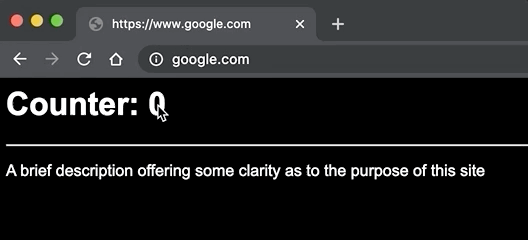 https://www.google.com
google.com
Counter: 0
A brief description offering some clarity as to the purpose of this site